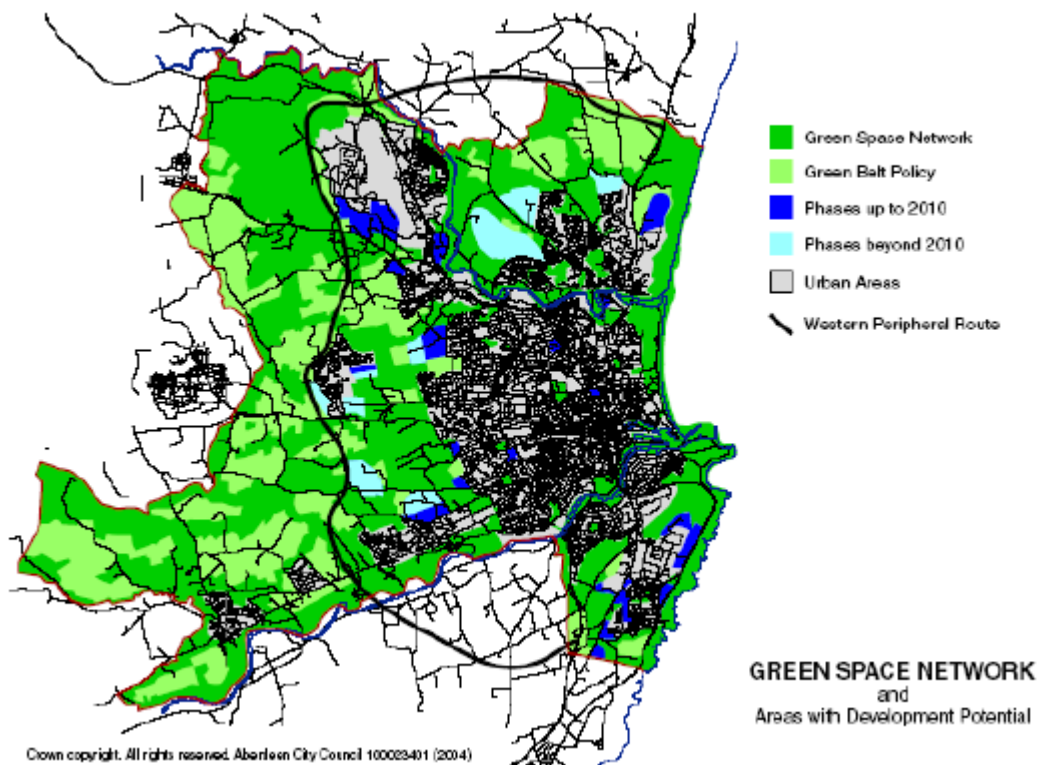 Green Space Network
Green Belt Policy
Phases up to 2010
Phases beyond 2010
Urban Areas
Western Peripheral Route
GREEN SPACE NETWORK
and
Areas with Development Potential
Crown copyright. All rights reserved. Aberdeen City Council 100023401 (2004)